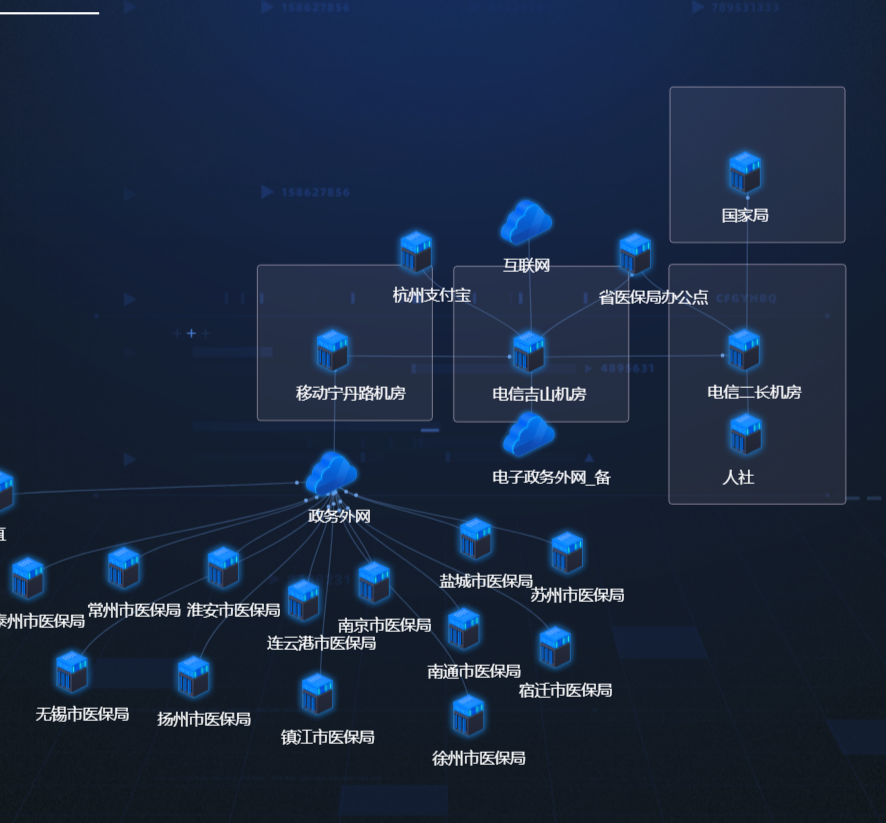 158627856
789531333
158627856
国家局
互联网
杭州支付宝
省医保局办公点
CFGYHBQ
4895631
移动宁丹路机房
电信吉山机房
电信二长机房
电子政务外网_备
人社
政务外网
直
盐城市医保局
苏州市医保局
泰州市医保局
常州市医保局
淮安市医保局
南京市医保局
连云港市医保局
南通市医保局
宿迁市医保局
无锡市医保局
扬州市医保局
镇江市医保局
徐州市医保局